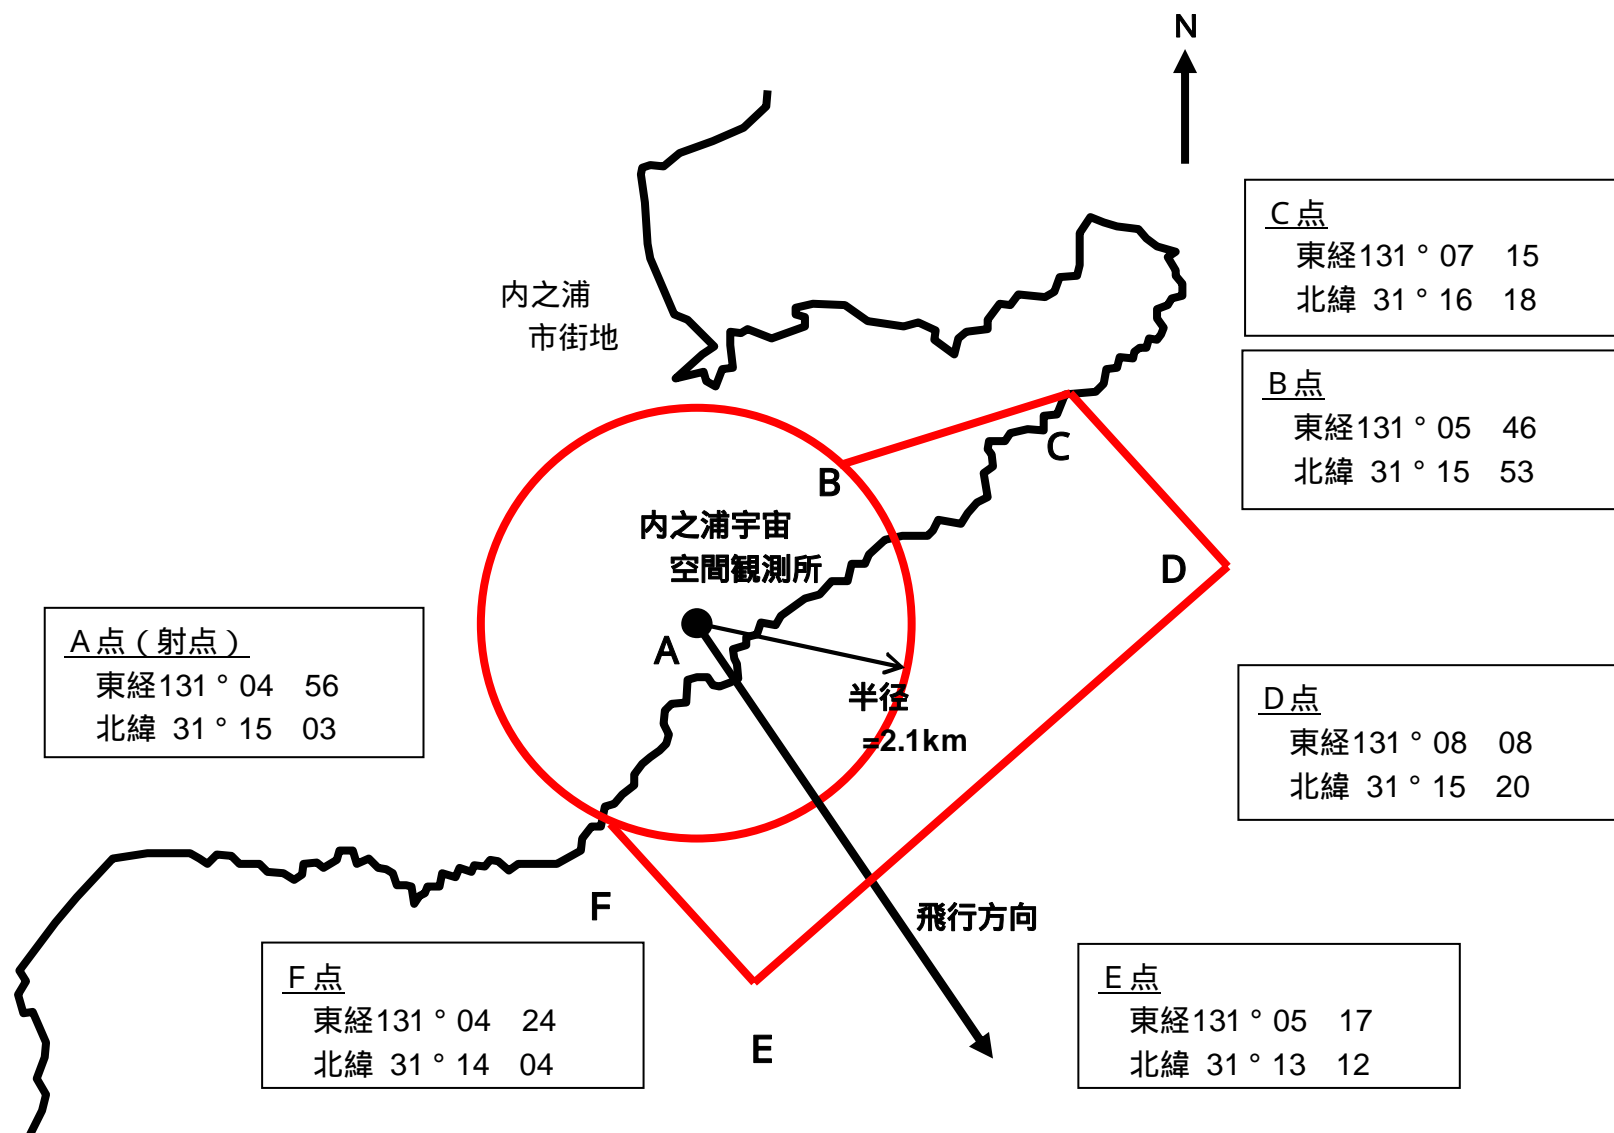 N
C点
東経131°07 15
北緯 31°16 18
内之浦
市街地
B点
東経131°05 46
北緯 31°15 53
C
B
内之浦宇宙
空間観測所
D
A点(射点)
東経131°04 56
北緯 31°15 03
A
半径
=2.1km
D点
東経131°08 08
北緯 31°15 20
F
飛行方向
F点
東経131°04 24
北緯 31°14 04
E
E点
東経131°05 17
北緯 31°13 12